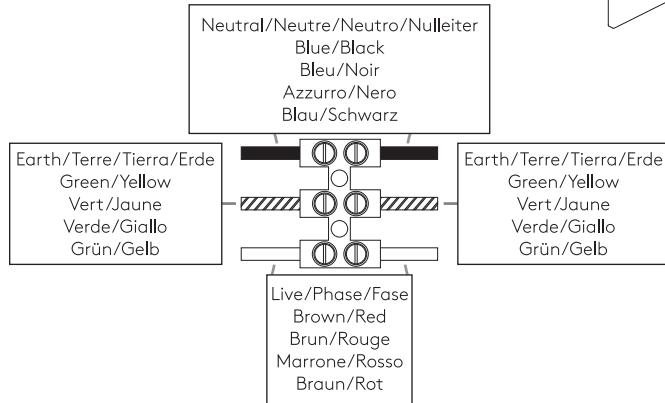 Neutral/Neutre/Neutro/Nulleiter
Blue/Black
Bleu/Noir
Azzurro/Nero
Blau/Schwarz
Earth/Terre/Tierra/Erde
Green/Yellow
Vert/Jaune
Verde/Giallo
Grün/Gelb
Earth/Terre/Tierra/Erde
Green/Yellow
Vert/Jaune
Verde/Giallo
Grün/Gelb
Live/Phase/Fase
Brown/Red
Brun/Rouge
Marrone/Rosso
Braun/Rot